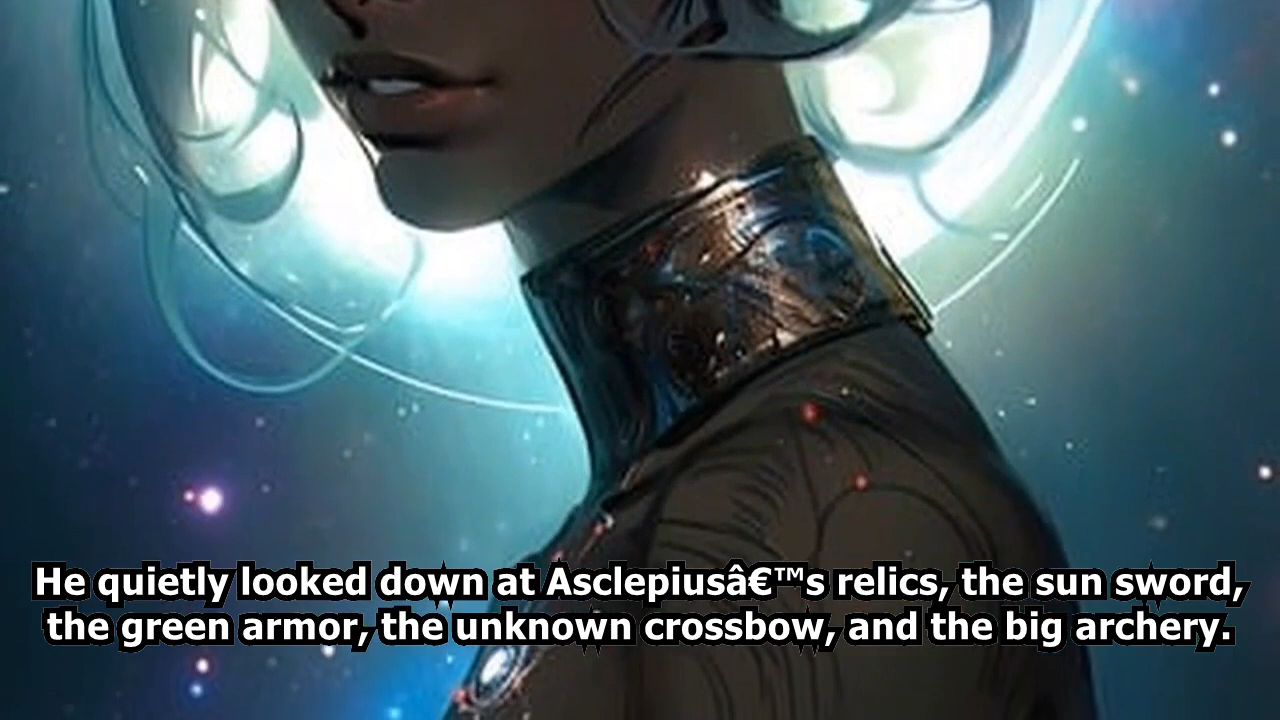 He quietly looked down at Asclepiusâ€™s relics, the sun sword,
the green armor, the unknown crossbow, and the big archery.